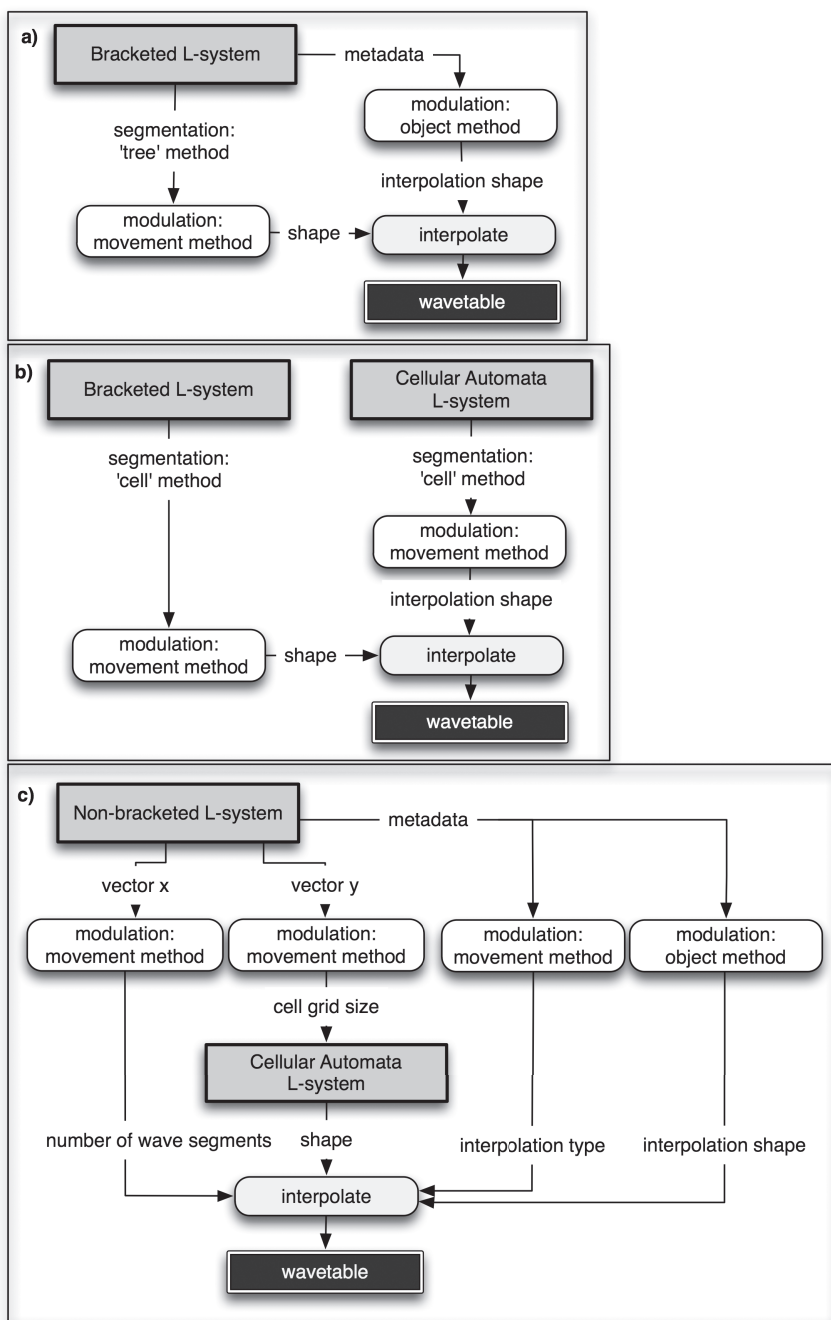 a)
Bracketed L-system
metadata
modulation:
object method
segmentation:
'tree' method
interpolation shape
modulation:
movement method
shape
interpolate
wavetable
b)
Bracketed L-system
Cellular Automata
L-system
segmentation:
'cell' method
segmentation:
'cell' method
modulation:
movement method
interpolation shape
modulation:
movement method
shape
interpolate
wavetable
c)
Non-bracketed L-system
metadata
vector x
vector y
modulation:
movement method
modulation:
movement method
modulation:
movement method
modulation:
object method
cell grid size
Cellular Automata
L-system
number of wave segments
shape
interpolation type
interpolation shape
interpolate
wavetable